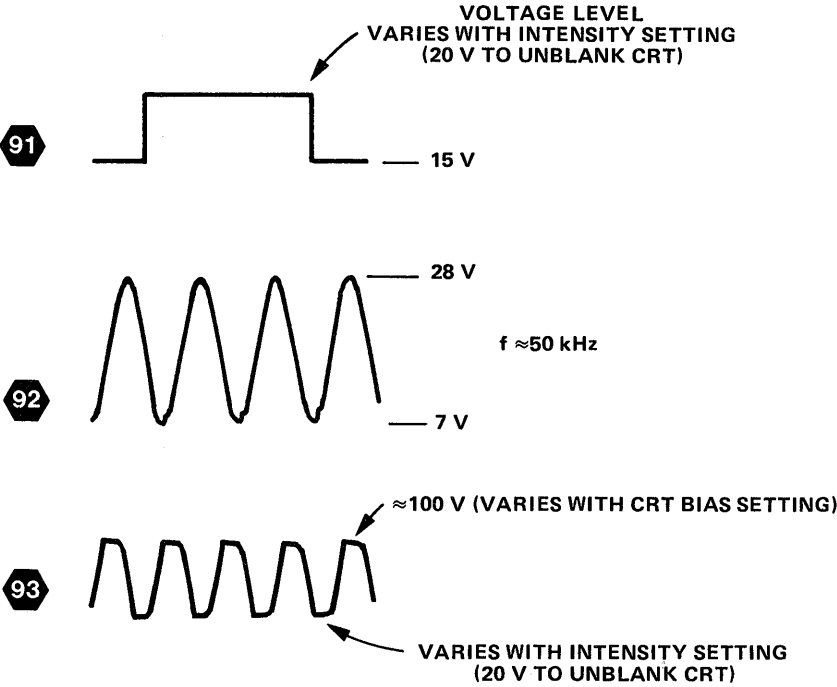 VOLTAGE LEVEL
VARIES WITH INTENSITY SETTING
(20 V TO UNBLANK CRT)
91
15 V
28 V
f ≈50 kHz
92
7 V
≈100 V (VARIES WITH CRT BIAS SETTING)
93
VARIES WITH INTENSITY SETTING
(20 V TO UNBLANK CRT)